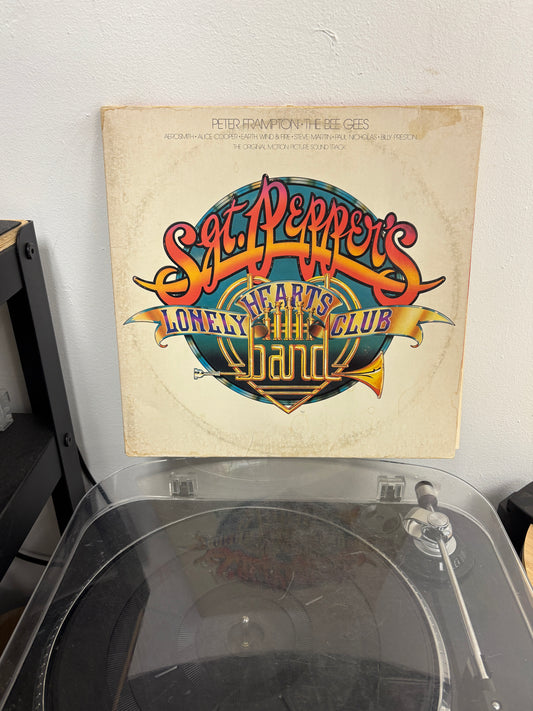 PETER FRAMPTON • THE BEE GEES
AEROSMITH • ALICE COOPER • EARTH, WIND & FIRE • STEVE MARTIN • PAUL NICHOLAS • BILLY PRESTON
THE ORIGINAL MOTION PICTURE SOUND TRACK
Sgt. Pepper's
LONELY HEARTS CLUB
band